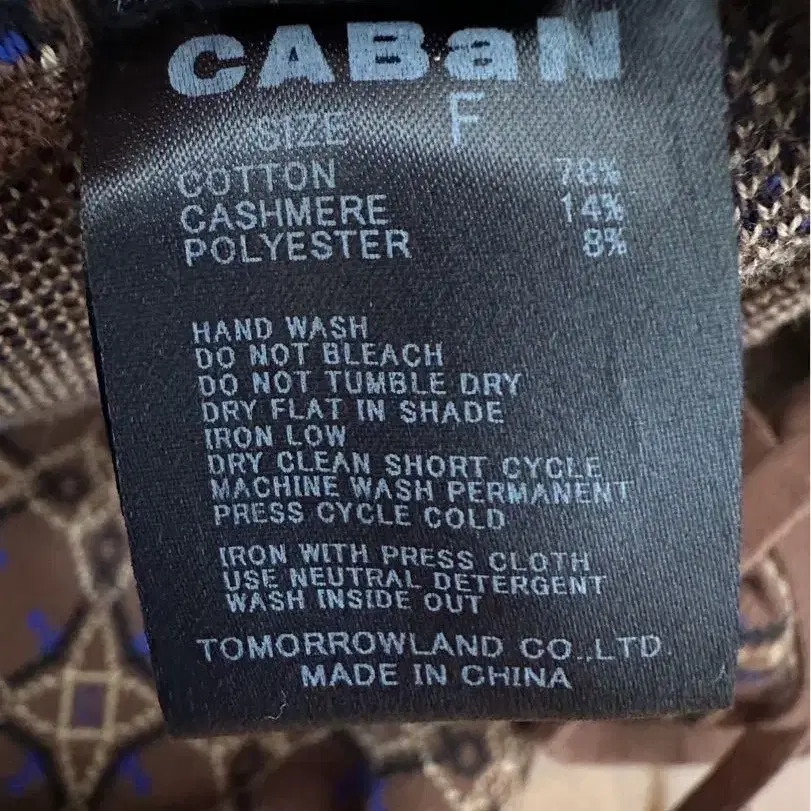 CABaN
SIZE F
COTTON 78%
CASHMERE 14%
POLYESTER 8%
HAND WASH
DO NOT BLEACH
DO NOT TUMBLE DRY
DRY FLAT IN SHADE
IRON LOW
DRY CLEAN SHORT CYCLE
MACHINE WASH PERMANENT
PRESS CYCLE COLD
IRON WITH PRESS CLOTH
USE NEUTRAL DETERGENT
WASH INSIDE OUT
TOMORROWLAND CO.,LTD
MADE IN CHINA